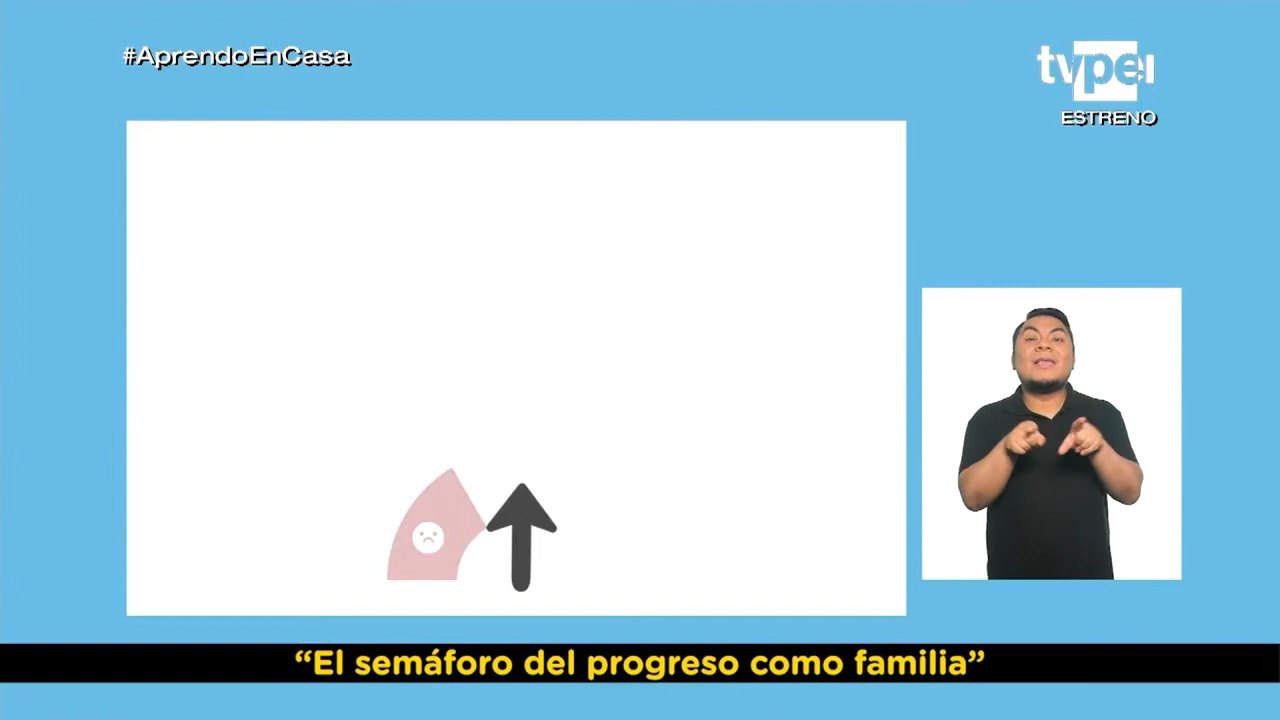 #AprendoEnCasa
tvperú
ESTRENO
“El semáforo del progreso como familia”